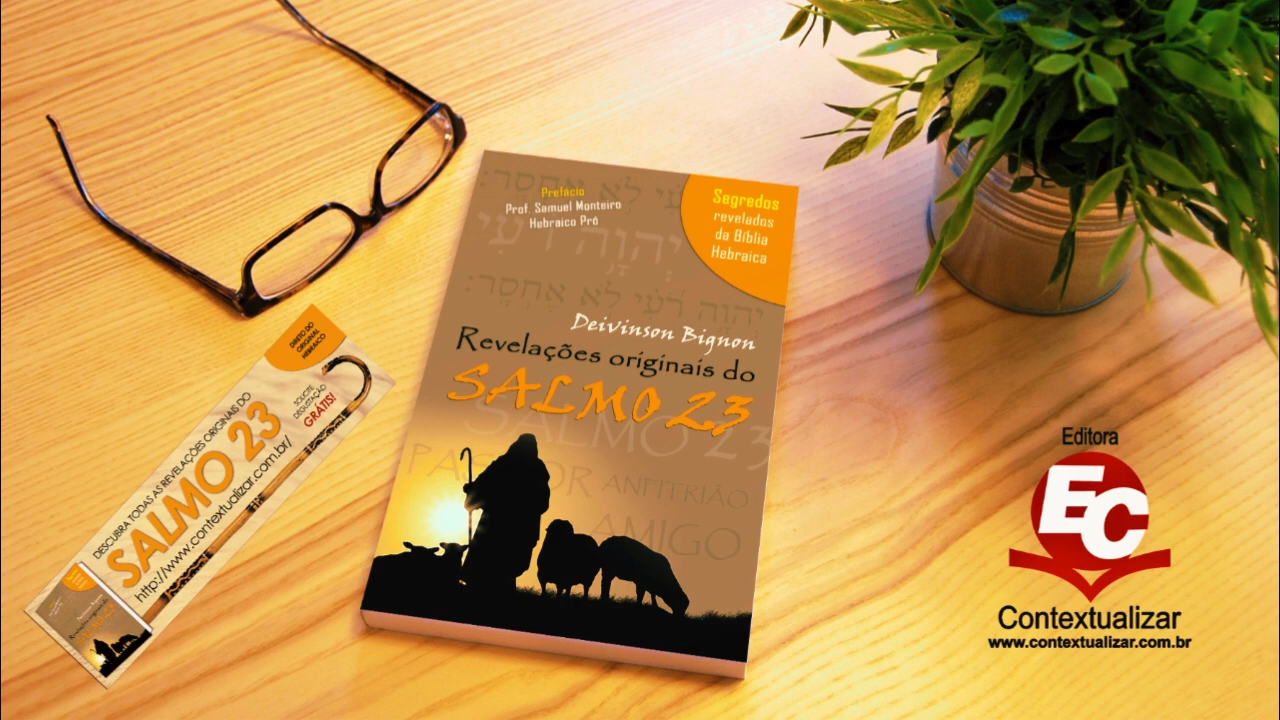 DIRETO DO
ORIGINAL
HEBRAICO
DESCUBRA TODAS AS REVELAÇÕES ORIGINAIS DO
SALMO 23
http://www.contextualizar.com.br/
SOLICITE
DEGUSTAÇÃO
GRÁTIS!
Prefácio
Prof. Samuel Monteiro
Hebraico Pró
Segredos
revelados
da Bíblia
Hebraica
יְהוָה רֹעִי
יְהוָה רֹעִי לֹא אֶחְסָר׃
Deivinson Bignon
Revelações originais do
SALMO 23
SALMO 23
ANFITRIÃO
AMIGO
Editora
EC
Contextualizar
www.contextualizar.com.br